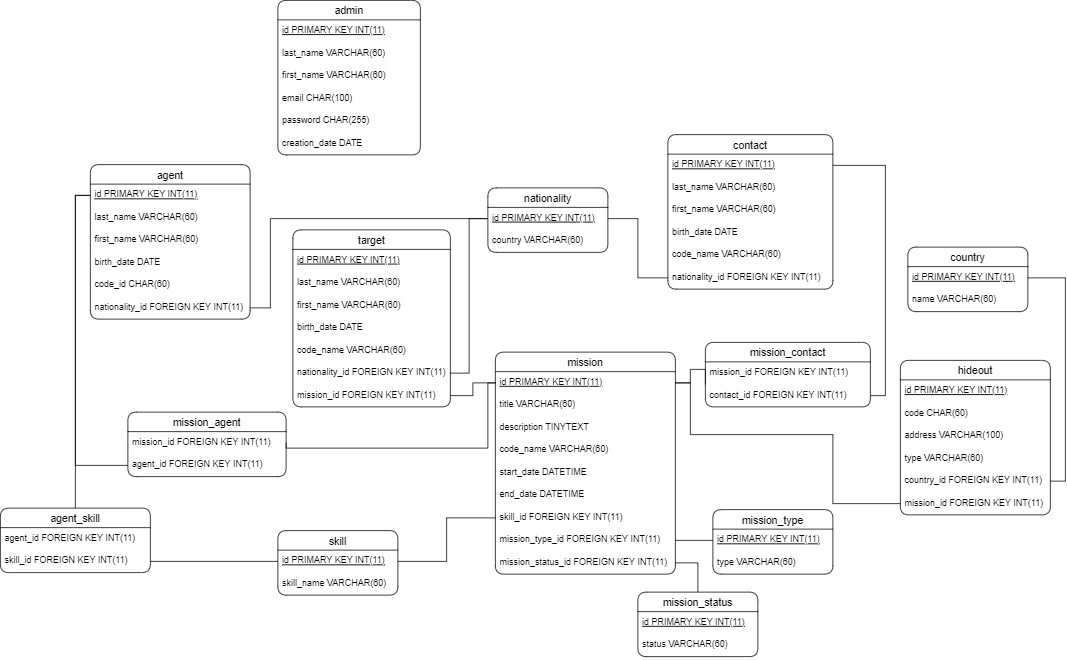 admin
id PRIMARY KEY INT(11)
last_name VARCHAR(60)
first_name VARCHAR(60)
email CHAR(100)
password CHAR(255)
creation_date DATE
agent
id PRIMARY KEY INT(11)
last_name VARCHAR(60)
first_name VARCHAR(60)
birth_date DATE
code_id CHAR(60)
nationality_id FOREIGN KEY INT(11)
target
id PRIMARY KEY INT(11)
last_name VARCHAR(60)
first_name VARCHAR(60)
birth_date DATE
code_name VARCHAR(60)
nationality_id FOREIGN KEY INT(11)
mission_id FOREIGN KEY INT(11)
nationality
id PRIMARY KEY INT(11)
country VARCHAR(60)
contact
id PRIMARY KEY INT(11)
last_name VARCHAR(60)
first_name VARCHAR(60)
birth_date DATE
code_name VARCHAR(60)
nationality_id FOREIGN KEY INT(11)
country
id PRIMARY KEY INT(11)
name VARCHAR(60)
mission_agent
mission_id FOREIGN KEY INT(11)
agent_id FOREIGN KEY INT(11)
mission
id PRIMARY KEY INT(11)
title VARCHAR(60)
description TINYTEXT
code_name VARCHAR(60)
start_date DATETIME
end_date DATETIME
skill_id FOREIGN KEY INT(11)
mission_type_id FOREIGN KEY INT(11)
mission_status_id FOREIGN KEY INT(11)
mission_contact
mission_id FOREIGN KEY INT(11)
contact_id FOREIGN KEY INT(11)
hideout
id PRIMARY KEY INT(11)
code CHAR(60)
address VARCHAR(100)
type VARCHAR(60)
country_id FOREIGN KEY INT(11)
mission_id FOREIGN KEY INT(11)
agent_skill
agent_id FOREIGN KEY INT(11)
skill_id FOREIGN KEY INT(11)
skill
id PRIMARY KEY INT(11)
skill_name VARCHAR(60)
mission_type
id PRIMARY KEY INT(11)
type VARCHAR(60)
mission_status
id PRIMARY KEY INT(11)
status VARCHAR(60)